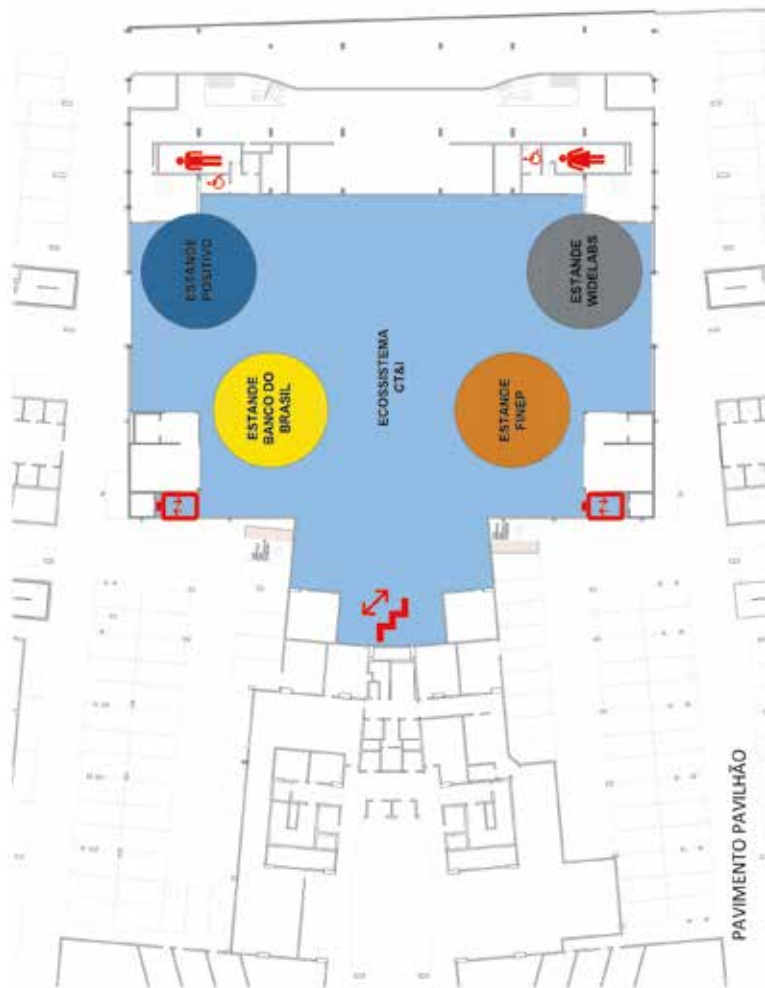 ESTANDE
POSITIVO
ESTANDE
WIDELABS
ESTANDE
BANCO DO
BRASIL
ECOSSISTEMA
CT&I
ESTANDE
FINEP
PAVIMENTO PAVILHÃO